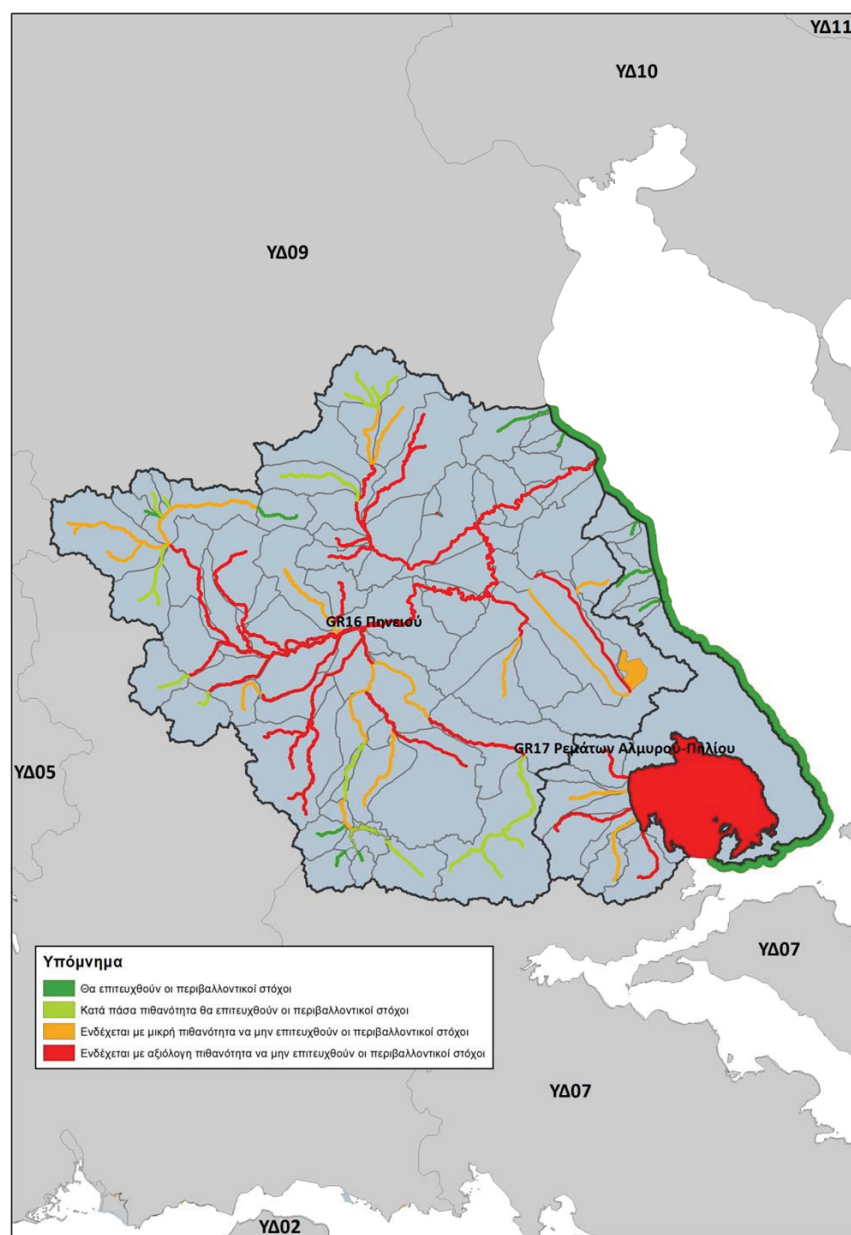 ΥΔ11
ΥΔ10
ΥΔ09
GR16 Πηνειού
GR17 Ρεμάτων Αλμυρού-Πηλίου
ΥΔ05
ΥΔ07
Υπόμνημα
Θα επιτευχθούν οι περιβαλλοντικοί στόχοι
Κατά πάσα πιθανότητα θα επιτευχθούν οι περιβαλλοντικοί στόχοι
Ενδέχεται με μικρή πιθανότητα να μην επιτευχθούν οι περιβαλλοντικοί στόχοι
Ενδέχεται με αξιόλογη πιθανότητα να μην επιτευχθούν οι περιβαλλοντικοί στόχοι
ΥΔ07
ΥΔ02